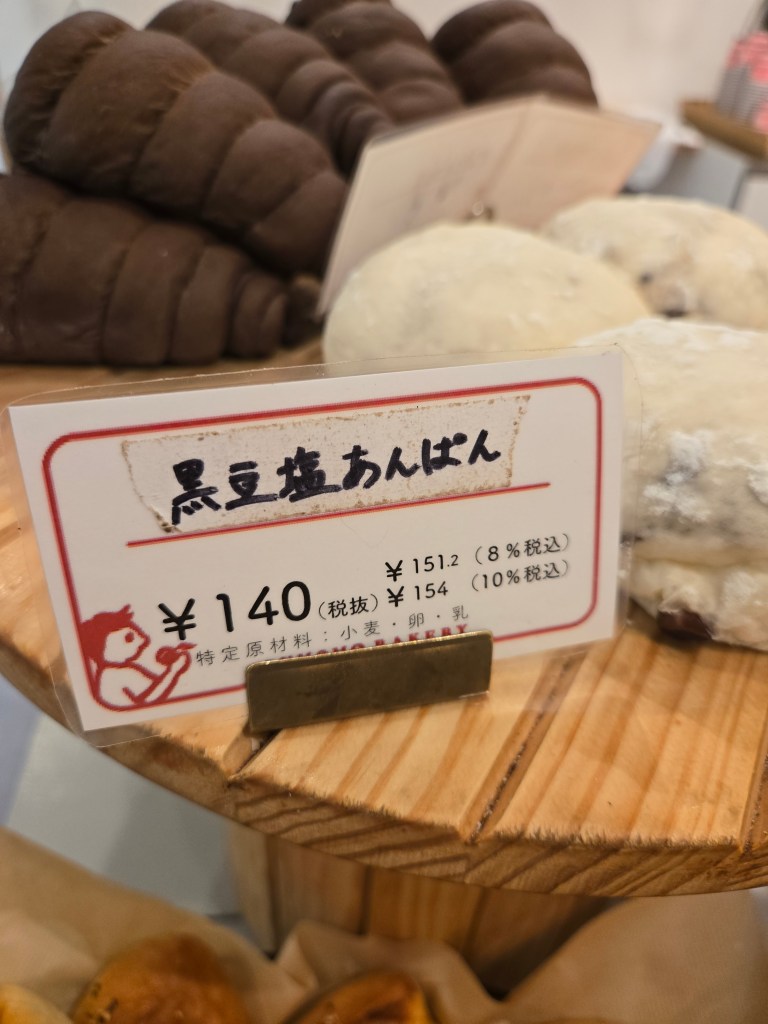 黒豆塩あんぱん
¥140(税抜) ¥151.2 (8%税込)
¥154 (10%税込)
特定原材料:小麦・卵・乳
BAKERY